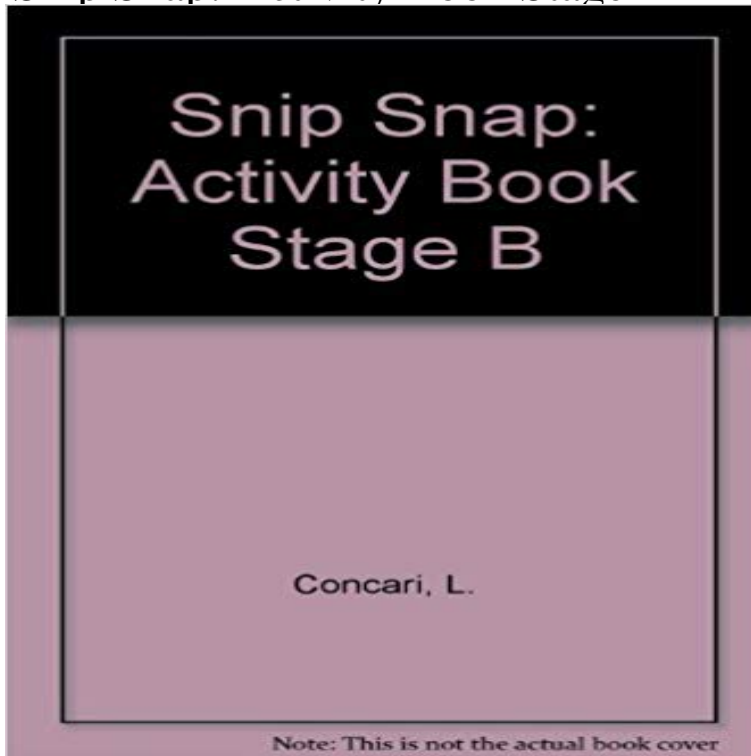 Snip Snap:
Activity Book
Stage B
Concari, L.
Note: This is not the actual book cover